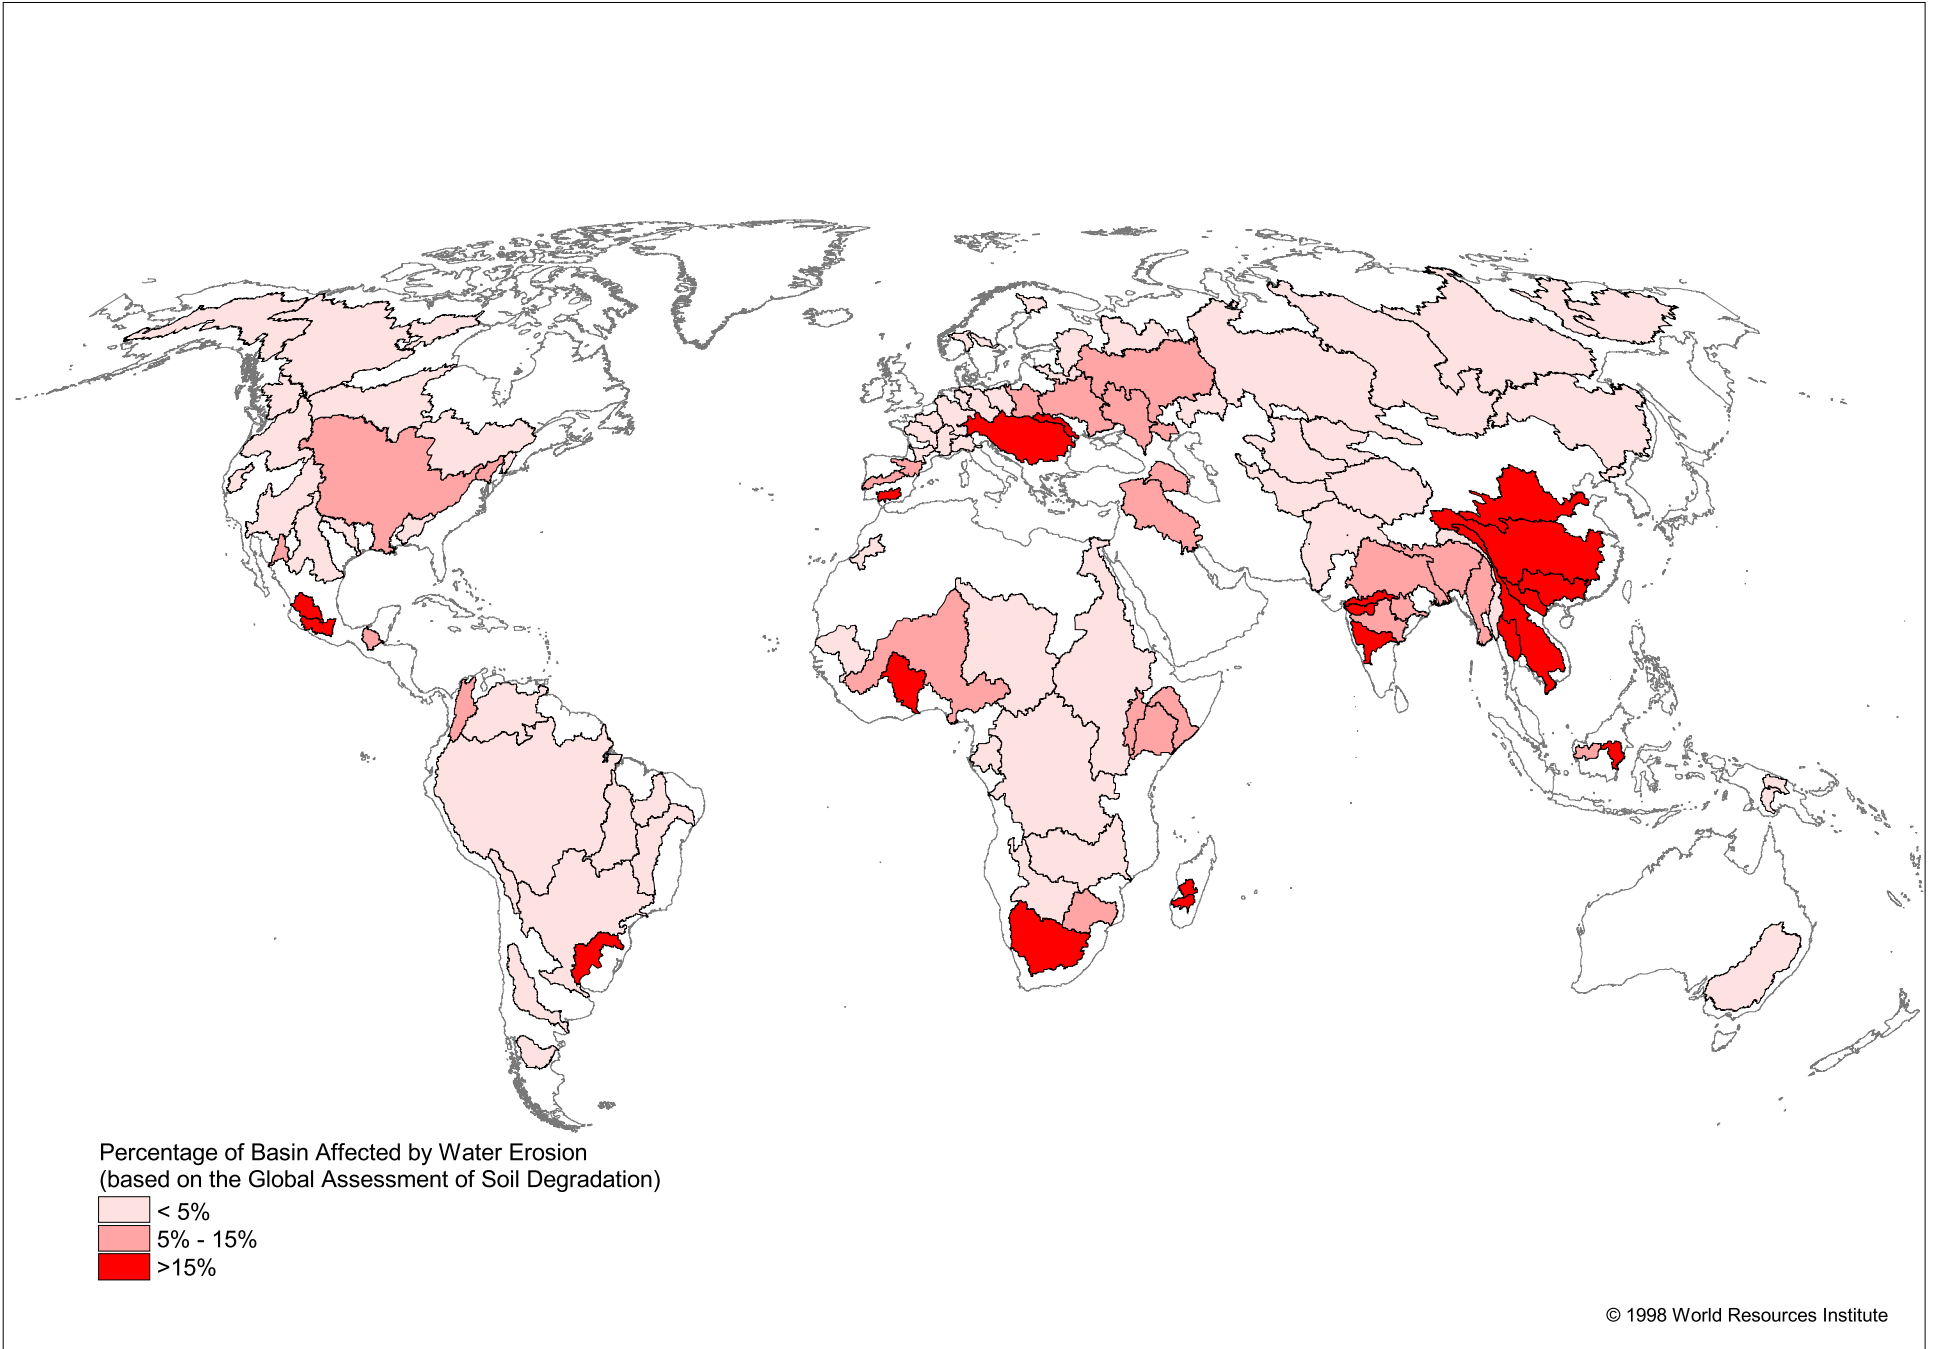 Percentage of Basin Affected by Water Erosion
(based on the Global Assessment of Soil Degradation)
< 5%
5% - 15%
>15%
© 1998 World Resources Institute